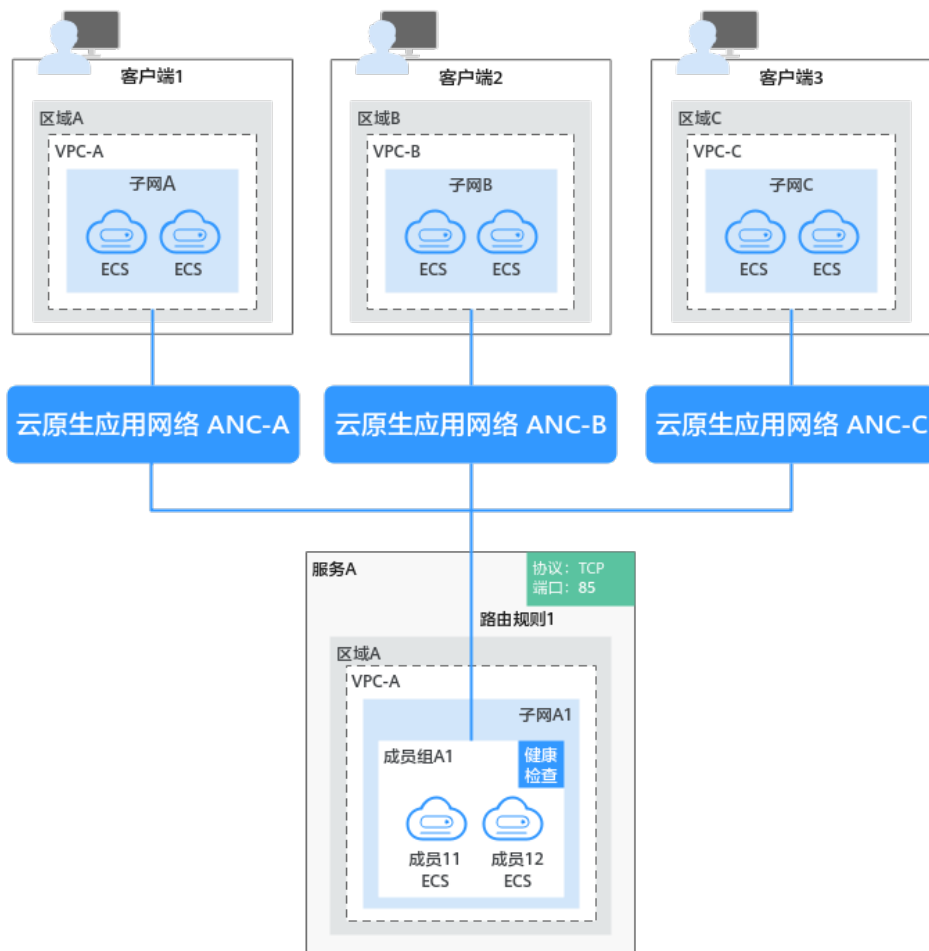 客户端1
区域A
VPC-A
子网A
ECS
ECS
客户端2
区域B
VPC-B
子网B
ECS
ECS
客户端3
区域C
VPC-C
子网C
ECS
ECS
云原生应用网络 ANC-A
云原生应用网络 ANC-B
云原生应用网络 ANC-C
服务A
协议：TCP
端口：85
路由规则1
区域A
VPC-A
子网A1
成员组A1
健康
检查
成员11
ECS
成员12
ECS